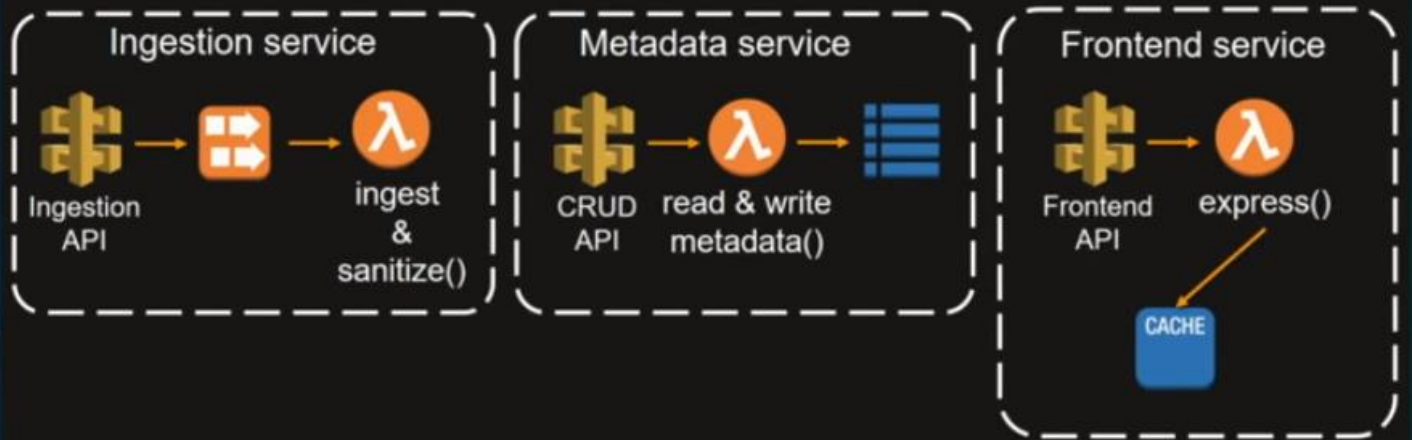 Ingestion service
Ingestion
API
ingest
&
sanitize()
Metadata service
CRUD
API
read & write
metadata()
Frontend service
Frontend
API
express()
CACHE